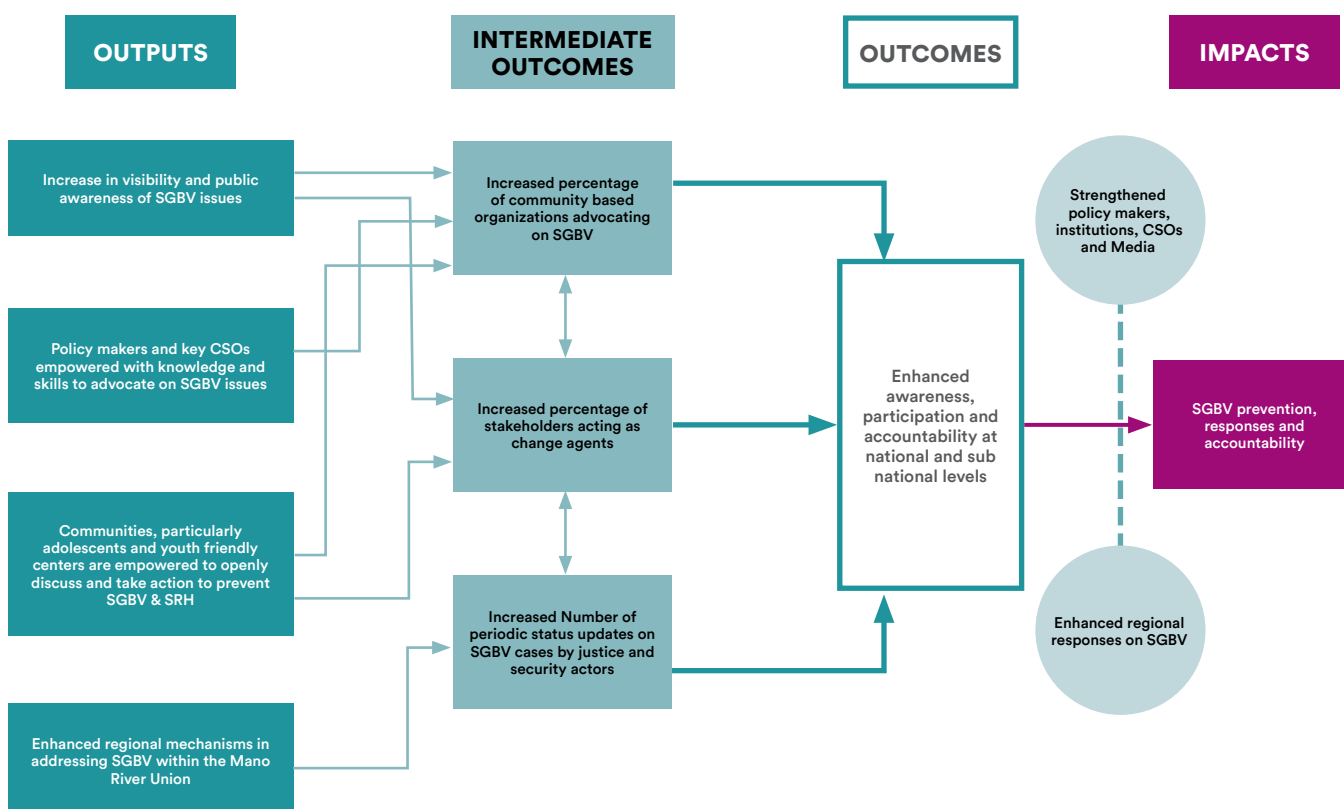 OUTPUTS
INTERMEDIATE
OUTCOMES
OUTCOMES
IMPACTS
Increase in visibility and public
awareness of SGBV issues
Policy makers and key CSOs
empowered with knowledge and
skills to advocate on SGBV issues
Communities, particularly
adolescents and youth friendly
centers are empowered to openly
discuss and take action to prevent
SGBV & SRH
Enhanced regional mechanisms in
addressing SGBV within the Mano
River Union
Increased percentage
of community based
organizations advocating
on SGBV
Increased percentage of
stakeholders acting as
change agents
Increased Number of
periodic status updates on
SGBV cases by justice and
security actors
Enhanced
awareness,
participation and
accountability at
national and sub
national levels
Strengthened
policy makers,
institutions, CSOs
and Media
Enhanced regional
responses on SGBV
SGBV prevention,
responses and
accountability